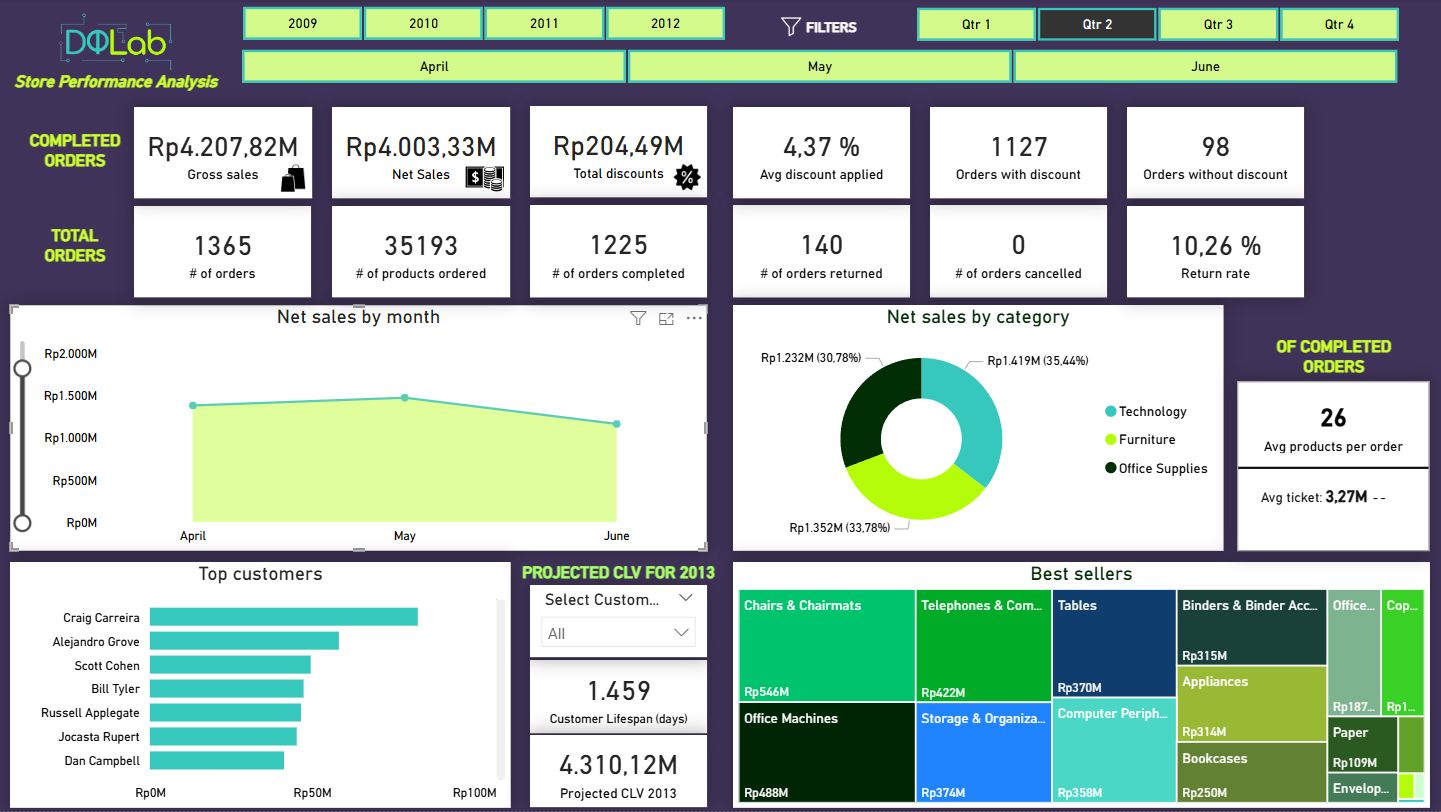 DΦLab
Store Performance Analysis
2009
2010
2011
2012
FILTERS
Qtr 1
Qtr 2
Qtr 3
Qtr 4
April
May
June
COMPLETED
ORDERS
Rp4.207,82M
Gross sales
Rp4.003,33M
Net Sales
Rp204,49M
Total discounts
4,37 %
Avg discount applied
1127
Orders with discount
98
Orders without discount
TOTAL
ORDERS
1365
# of orders
35193
# of products ordered
1225
# of orders completed
140
# of orders returned
0
# of orders cancelled
10,26 %
Return rate
Net sales by month
Rp2.000M
Rp1.500M
Rp1.000M
Rp500M
Rp0M
April
May
June
Net sales by category
Rp1.232M (30,78%)
Rp1.419M (35,44%)
Rp1.352M (33,78%)
Technology
Furniture
Office Supplies
OF COMPLETED
ORDERS
26
Avg products per order
Avg ticket: 3,27M --
Top customers
Craig Carreira
Alejandro Grove
Scott Cohen
Bill Tyler
Russell Applegate
Jocasta Rupert
Dan Campbell
Rp0M
Rp50M
Rp100M
PROJECTED CLV FOR 2013
Select Custom...
All
1.459
Customer Lifespan (days)
4.310,12M
Projected CLV 2013
Best sellers
Chairs & Chairmats
Rp546M
Office Machines
Rp488M
Telephones & Com...
Rp422M
Storage & Organiza...
Rp374M
Tables
Rp370M
Computer Periph...
Rp358M
Binders & Binder Acc...
Rp315M
Appliances
Rp314M
Bookcases
Rp250M
Office...
Rp187...
Cop...
Rp1...
Paper
Rp109M
Envelop...